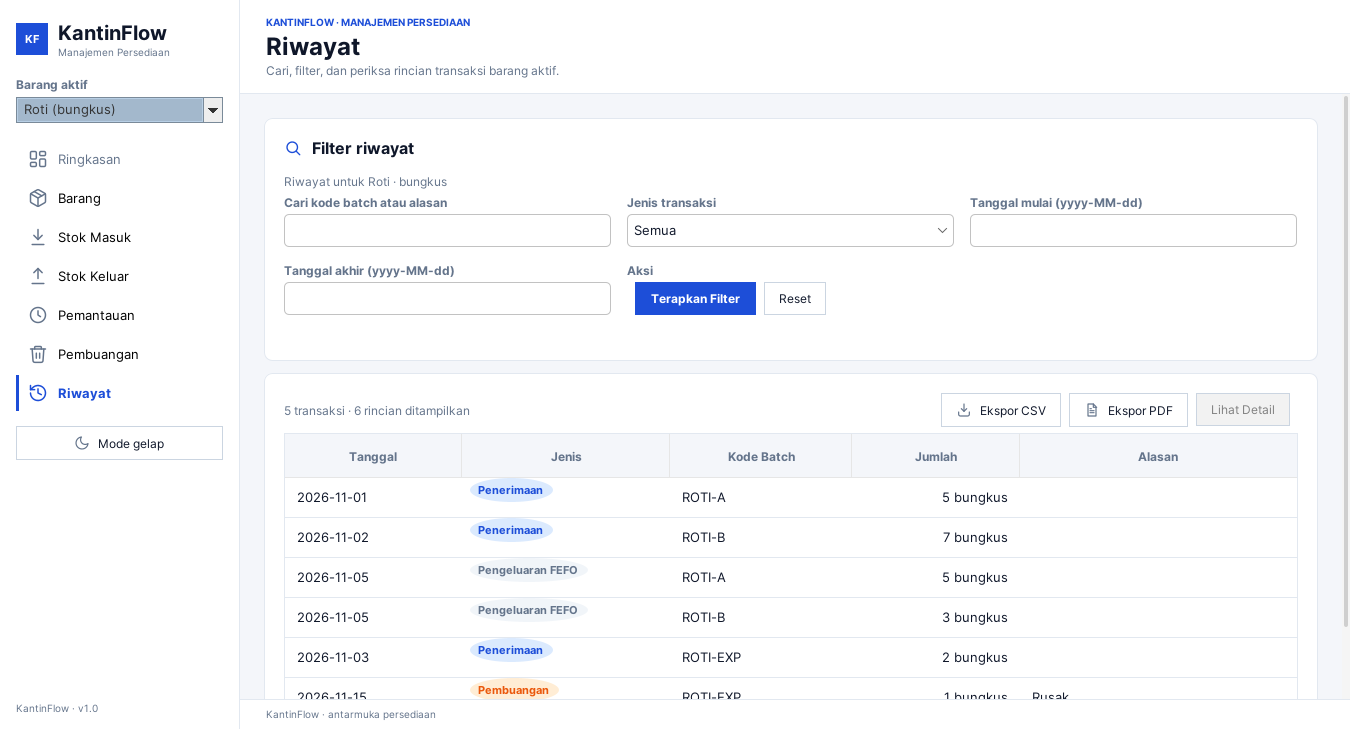 KF
KantinFlow
Manajemen Persediaan
Barang aktif
Roti (bungkus)
Ringkasan
Barang
Stok Masuk
Stok Keluar
Pemantauan
Pembuangan
Riwayat
Mode gelap
KantinFlow · v1.0
KANTINFLOW · MANAJEMEN PERSEDIAAN
Riwayat
Cari, filter, dan periksa rincian transaksi barang aktif.
Filter riwayat
Riwayat untuk Roti · bungkus
Cari kode batch atau alasan
Jenis transaksi
Tanggal mulai (yyyy-MM-dd)
Semua
Tanggal akhir (yyyy-MM-dd)
Aksi
Terapkan Filter
Reset
5 transaksi · 6 rincian ditampilkan
Ekspor CSV
Ekspor PDF
Lihat Detail
Tanggal Jenis Kode Batch Jumlah Alasan
2026-11-01 Penerimaan ROTI-A 5 bungkus
2026-11-02 Penerimaan ROTI-B 7 bungkus
2026-11-05 Pengeluaran FEFO ROTI-A 5 bungkus
2026-11-05 Pengeluaran FEFO ROTI-B 3 bungkus
2026-11-03 Penerimaan ROTI-EXP 2 bungkus
2026-11-15 Pembuangan ROTI-EXP 1 bungkus Rusak
KantinFlow · antarmuka persediaan